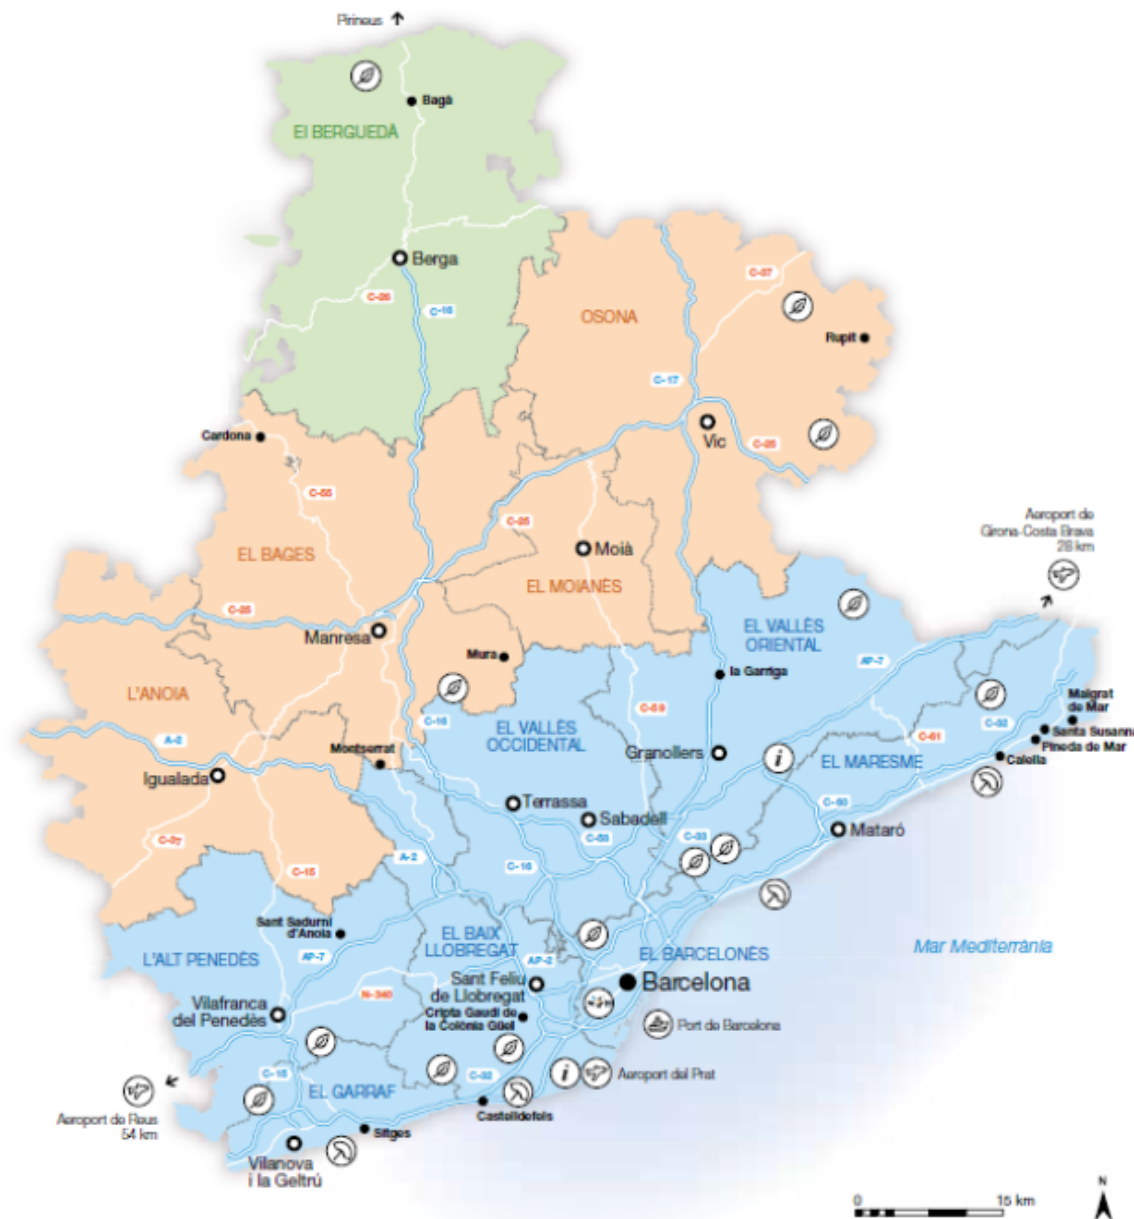 Pirineus
Bagà
El BERGUEDÀ
Berga
C-26
C-16
OSONA
C-37
Rupit
C-17
Cardona
Vic
C-25
C-55
Aeroport de
Girona-Costa Brava
28 km
C-25
EL BAGES
Moià
EL MOIANÈS
C-25
Manresa
EL VALLÈS
ORIENTAL
Mura
AP-7
la Garriga
L'ANOIA
Malgrat
de Mar
C-59
C-16
EL VALLÈS
OCCIDENTAL
C-32
Santa Susanna
A-2
Montserrat
C-61
Pineda de Mar
Granollers
EL MARESME
Calella
Igualada
Terrassa
C-60
Sabadell
Mataró
C-37
C-58
C-33
A-2
C-16
C-15
Sant Sadurní
d'Anoia
EL BAIX
LLOBREGAT
Mar Mediterrània
L'ALT PENEDÈS
AP-7
AP-2
EL BARCELONÈS
Sant Feliu
de Llobregat
Barcelona
N-340
Vilafranca
del Penedès
Cripta Gaudí de
la Colònia Güell
Port de Barcelona
C-15
C-32
i
Aeroport del Prat
EL GARRAF
Castelldefels
Aeroport de Reus
54 km
Sitges
Vilanova
i la Geltrú
N
0 15 km